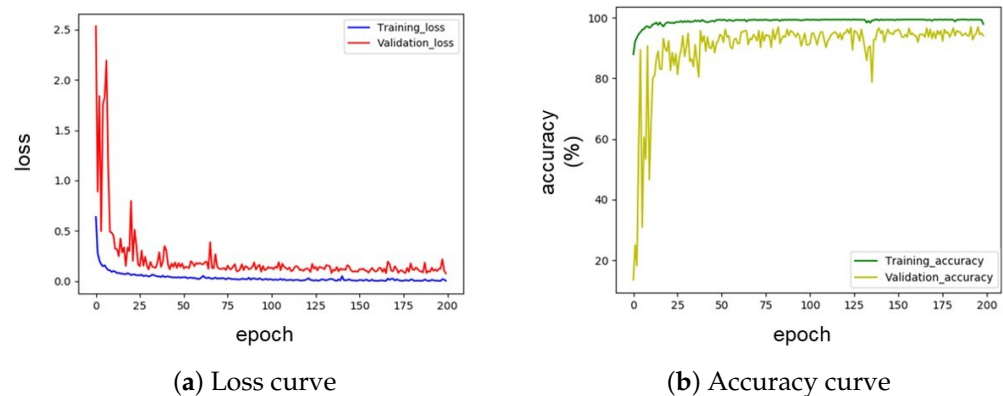 2.5
2.0
1.5
1.0
0.5
0.0
loss
Training_loss
Validation_loss
0 25 50 75 100 125 150 175 200
epoch
(a) Loss curve
100
80
60
40
20
accuracy
(%)
Training_accuracy
Validation_accuracy
0 25 50 75 100 125 150 175 200
epoch
(b) Accuracy curve